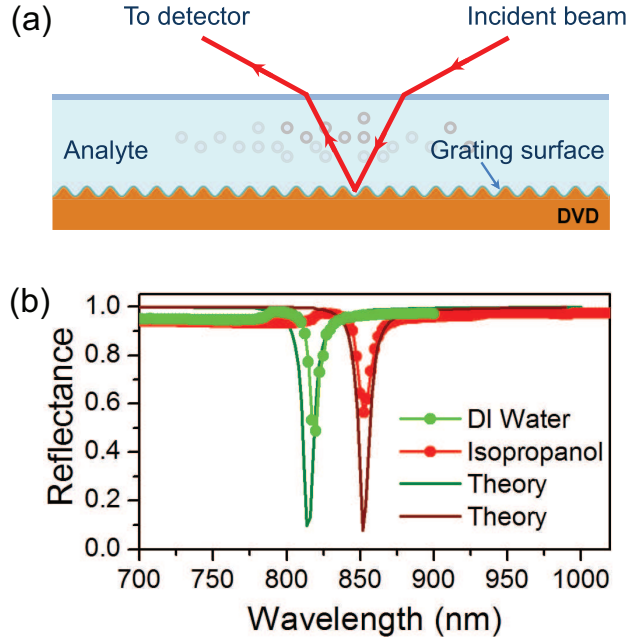 (a)
To detector
Incident beam
Analyte
Grating surface
DVD
(b)
1.0
0.8
0.6
0.4
0.2
0.0
Reflectance
DI Water
Isopropanol
Theory
Theory
700 750 800 850 900 950 1000
Wavelength (nm)